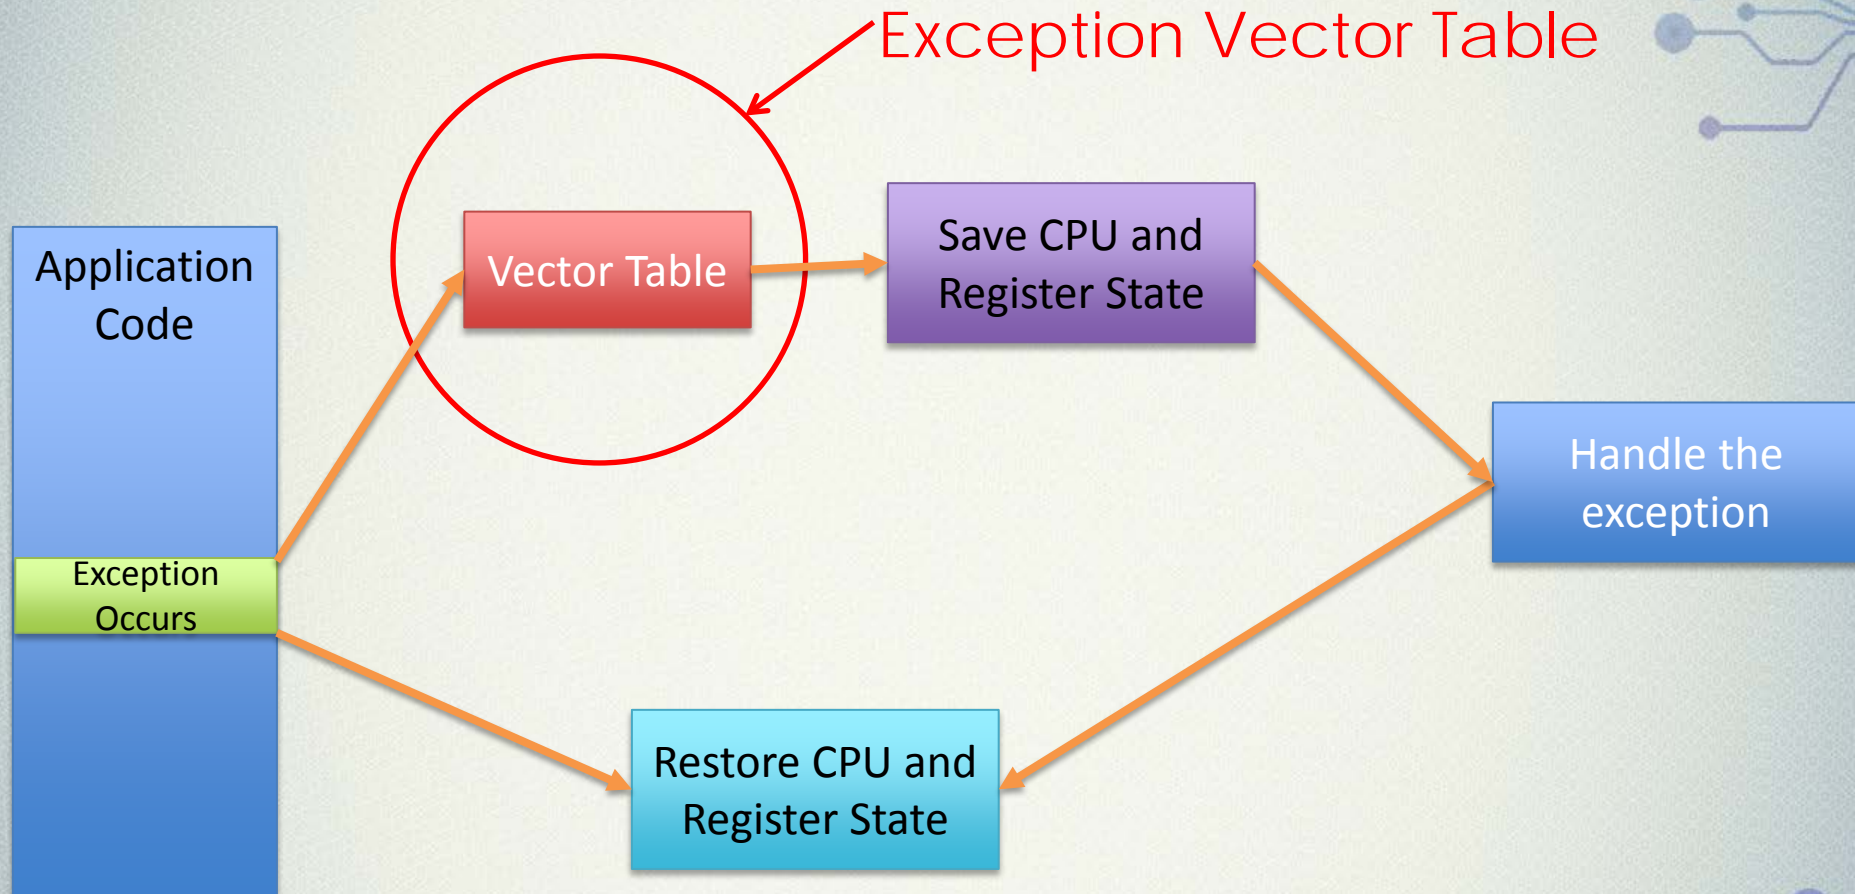 Exception Vector Table
Application
Code
Vector Table
Save CPU and
Register State
Handle the
exception
Exception
Occurs
Restore CPU and
Register State